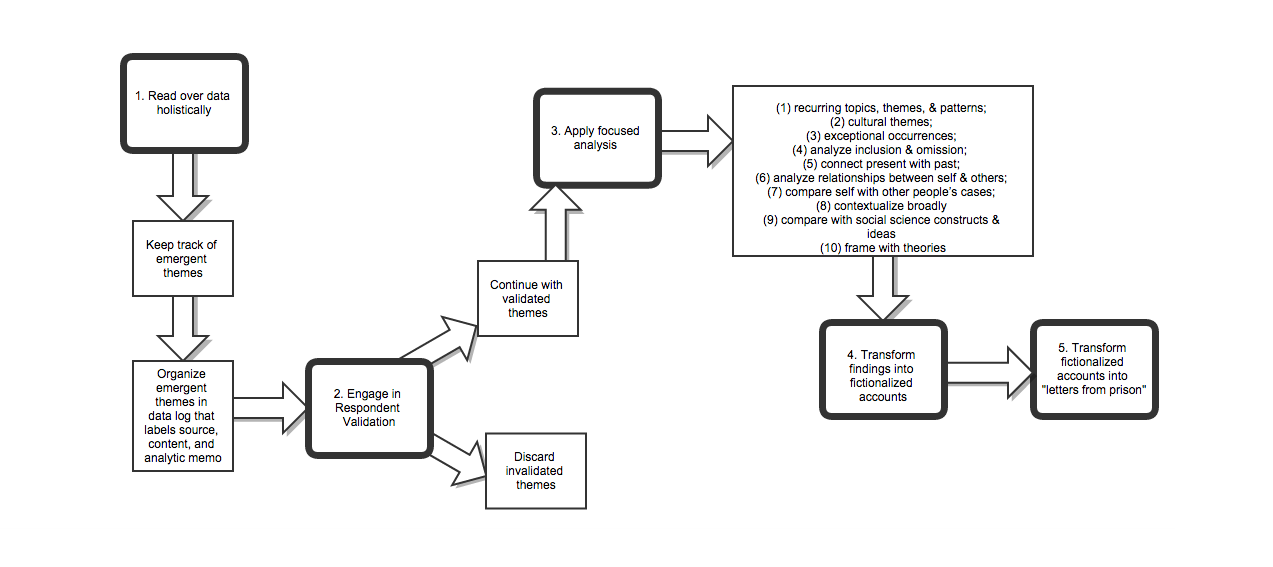 1. Read over data
holistically
Keep track of
emergent
themes
Organize
emergent
themes in
data log that
labels source,
content, and
analytic memo
2. Engage in
Respondent
Validation
Continue with
validated
themes
Discard
invalidated
themes
3. Apply focused
analysis
(1) recurring topics, themes, & patterns;
(2) cultural themes;
(3) exceptional occurrences;
(4) analyze inclusion & omission;
(5) connect present with past;
(6) analyze relationships between self & others;
(7) compare self with other people's cases;
(8) contextualize broadly
(9) compare with social science constructs &
ideas
(10) frame with theories
4. Transform
findings into
fictionalized
accounts
5. Transform
fictionalized
accounts into
"letters from prison"